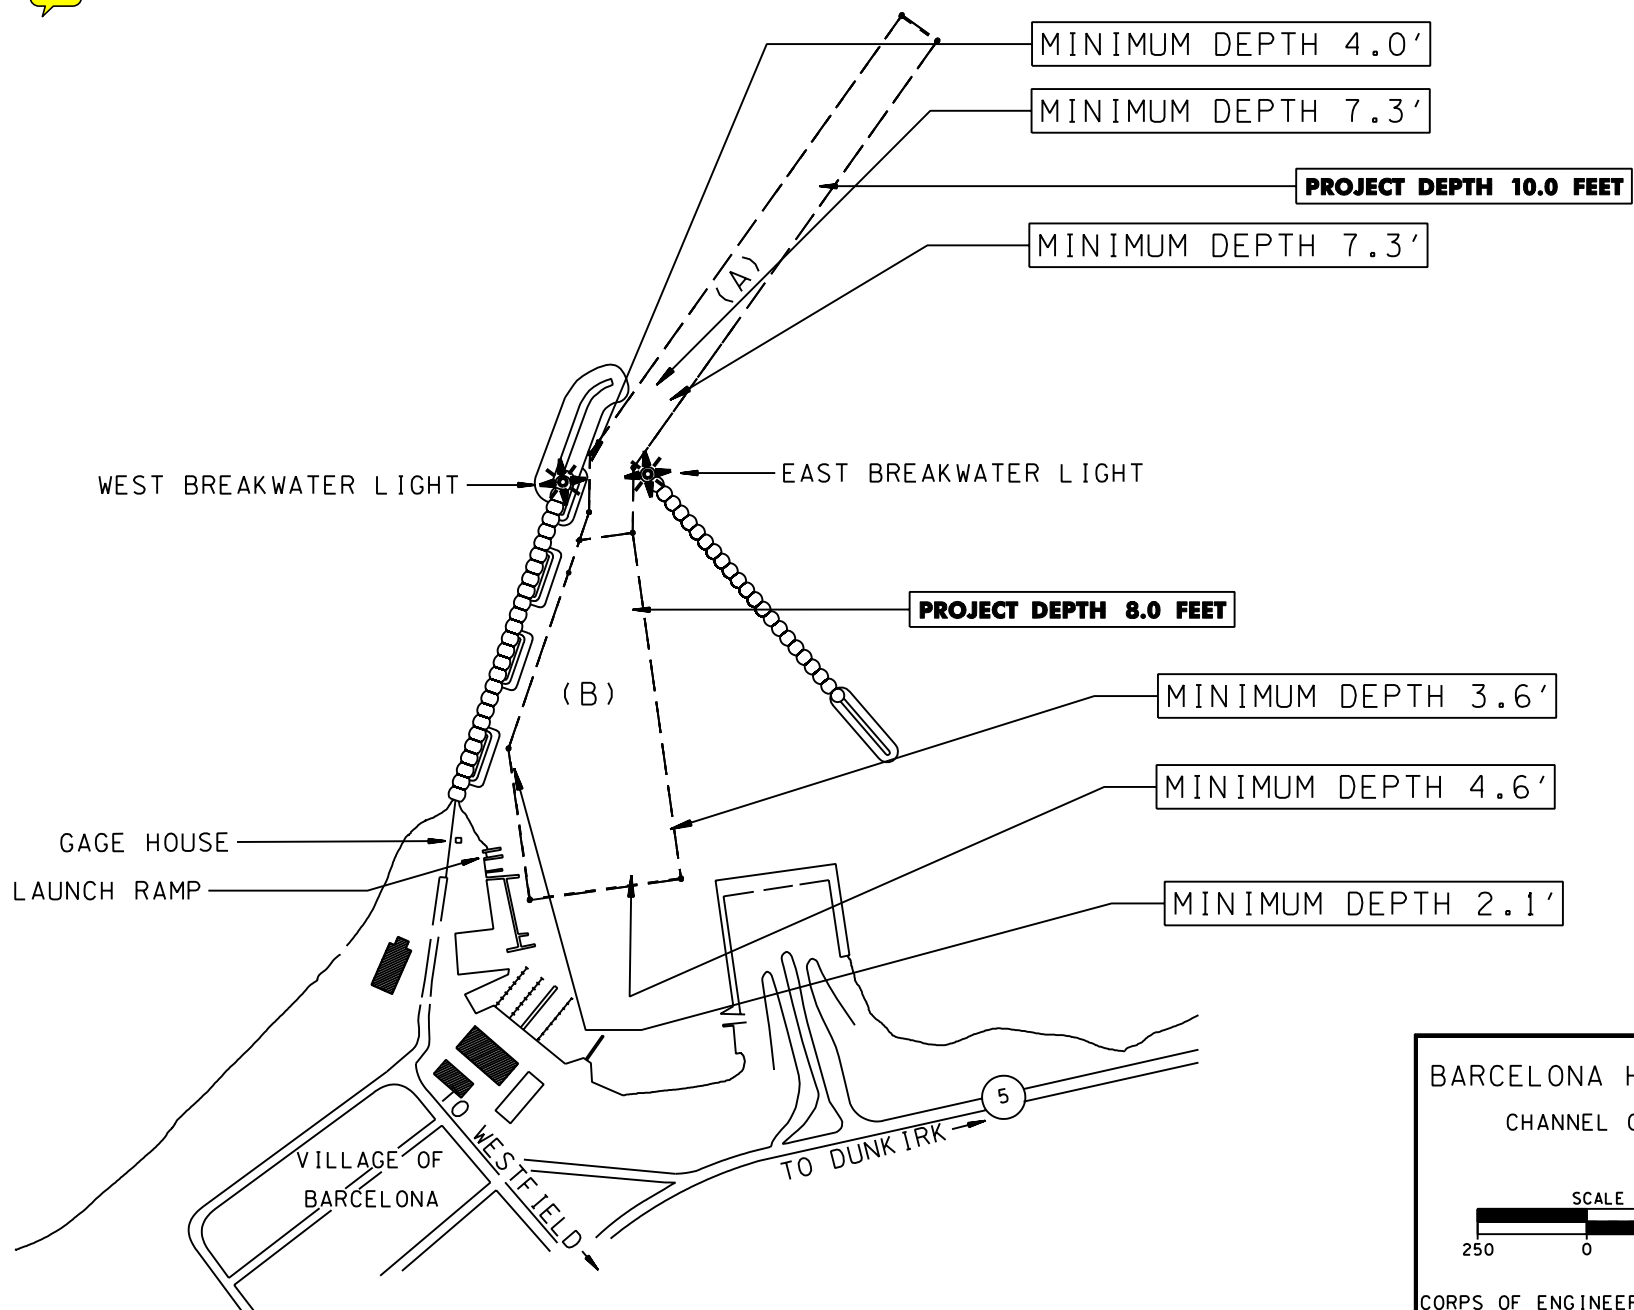 MINIMUM DEPTH 4.0'
MINIMUM DEPTH 7.3'
PROJECT DEPTH 10.0 FEET
MINIMUM DEPTH 7.3'
(A)
WEST BREAKWATER LIGHT
EAST BREAKWATER LIGHT
PROJECT DEPTH 8.0 FEET
(B)
MINIMUM DEPTH 3.6'
MINIMUM DEPTH 4.6'
GAGE HOUSE
LAUNCH RAMP
MINIMUM DEPTH 2.1'
5
TO DUNKIRK
TO WESTFIELD
VILLAGE OF
BARCELONA
BARCELONA H
CHANNEL
SCALE
250 0
CORPS OF ENGINEER